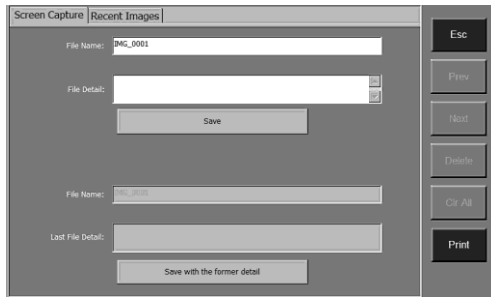 Screen Capture
Recent Images
File Name:
IMG_0001
File Detail:
Save
File Name:
Last File Detail:
Save with the former detail
Esc
Prev
Next
Delete
Clr All
Print